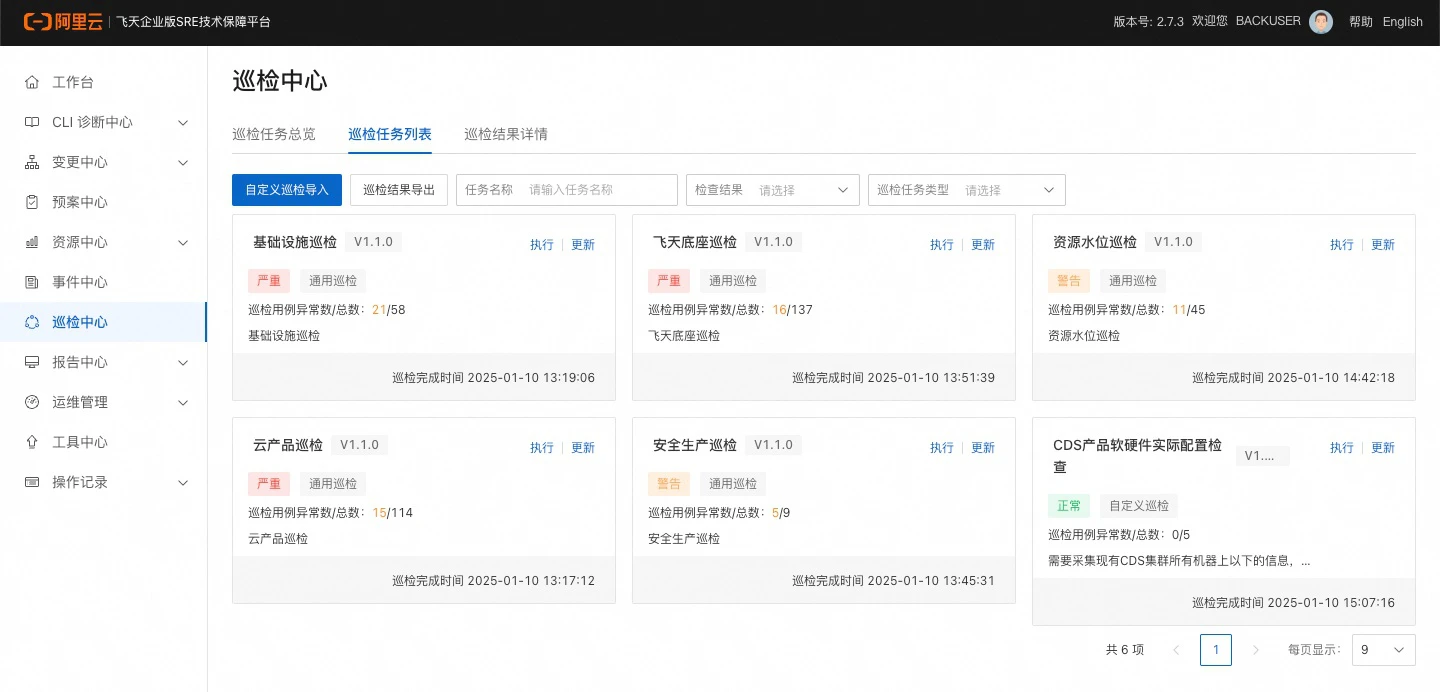 阿里云 飞天企业版SRE技术保障平台
版本号: 2.7.3 欢迎您 BACKUSER 帮助 English
工作台
CLI 诊断中心
变更中心
预案中心
资源中心
事件中心
巡检中心
报告中心
运维管理
工具中心
操作记录
巡检中心
巡检任务总览 巡检任务列表 巡检结果详情
自定义巡检导入 巡检结果导出 任务名称 请输入任务名称 检查结果 请选择 巡检任务类型 请选择
基础设施巡检 V1.1.0 执行 更新
严重 通用巡检
巡检用例异常数/总数: 21/58
基础设施巡检
巡检完成时间 2025-01-10 13:19:06
飞天底座巡检 V1.1.0 执行 更新
严重 通用巡检
巡检用例异常数/总数: 16/137
飞天底座巡检
巡检完成时间 2025-01-10 13:51:39
资源水位巡检 V1.1.0 执行 更新
警告 通用巡检
巡检用例异常数/总数: 11/45
资源水位巡检
巡检完成时间 2025-01-10 14:42:18
云产品巡检 V1.1.0 执行 更新
严重 通用巡检
巡检用例异常数/总数: 15/114
云产品巡检
巡检完成时间 2025-01-10 13:17:12
安全生产巡检 V1.1.0 执行 更新
警告 通用巡检
巡检用例异常数/总数: 5/9
安全生产巡检
巡检完成时间 2025-01-10 13:45:31
CDS产品软硬件实际配置检
查 V1.... 执行 更新
正常 自定义巡检
巡检用例异常数/总数: 0/5
需要采集现有CDS集群所有机器上以下的信息，...
巡检完成时间 2025-01-10 15:07:16
共 6 项 1 每页显示: 9